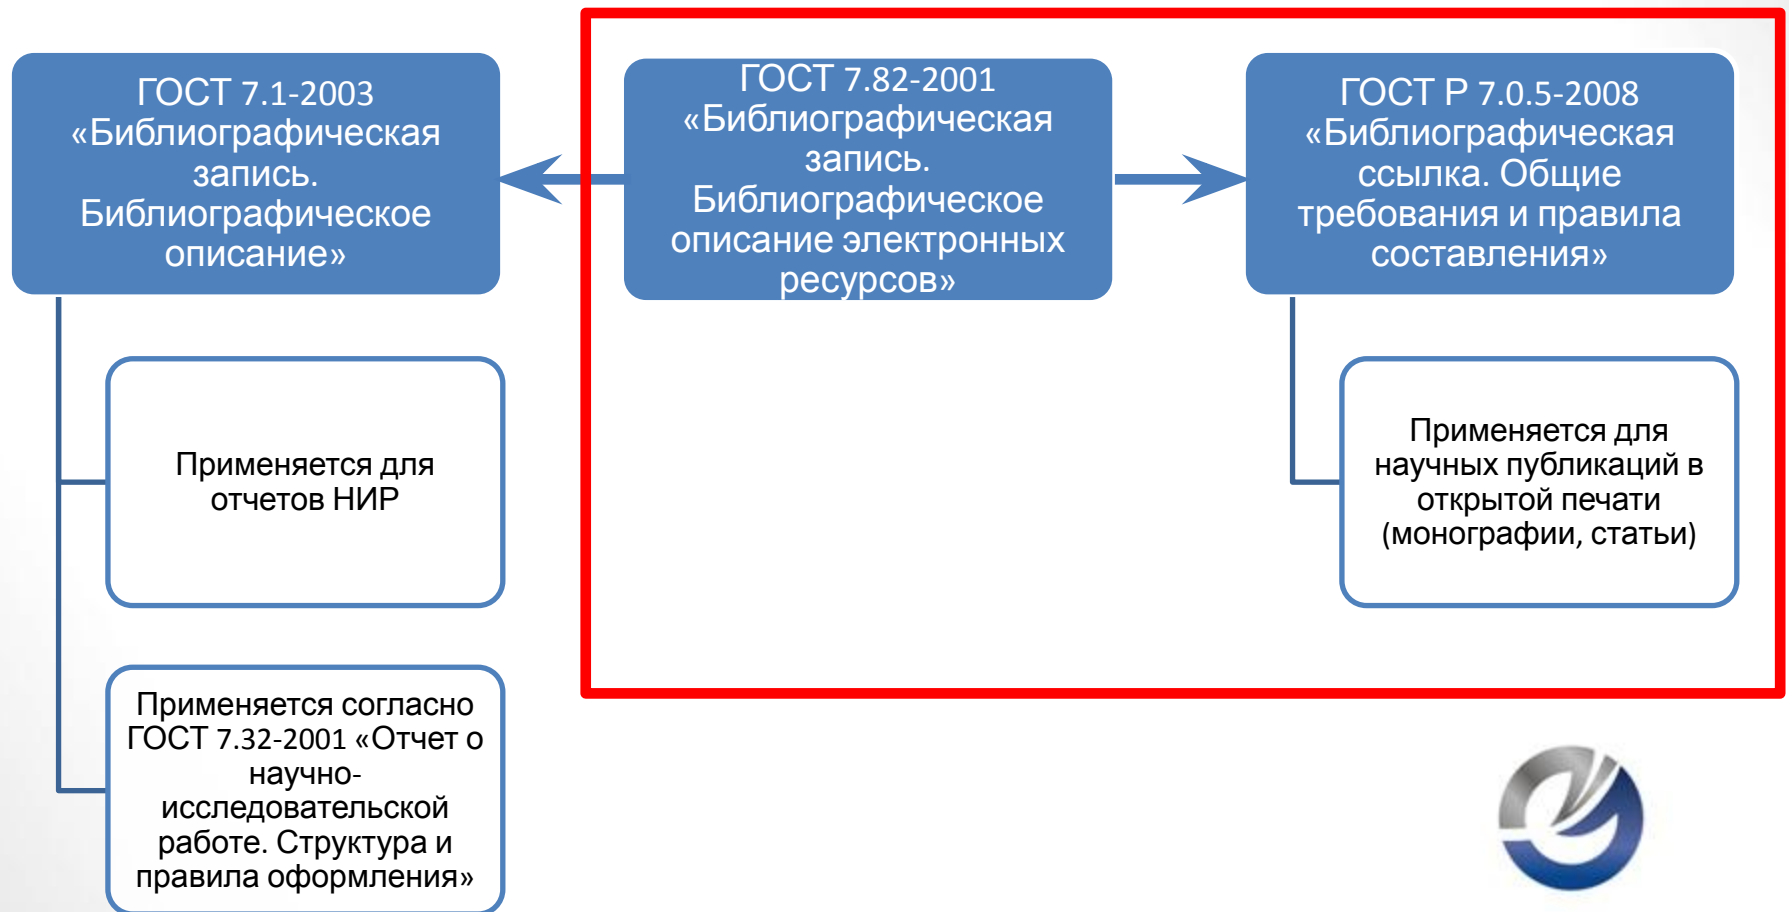 ГОСТ 7.1-2003
«Библиографическая
запись.
Библиографическое
описание»
Применяется для
отчетов НИР
Применяется согласно
ГОСТ 7.32-2001 «Отчет о
научно-
исследовательской
работе. Структура и
правила оформления»
ГОСТ 7.82-2001
«Библиографическая
запись.
Библиографическое
описание электронных
ресурсов»
ГОСТ Р 7.0.5-2008
«Библиографическая
ссылка. Общие
требования и правила
составления»
Применяется для
научных публикаций в
открытой печати
(монографии, статьи)